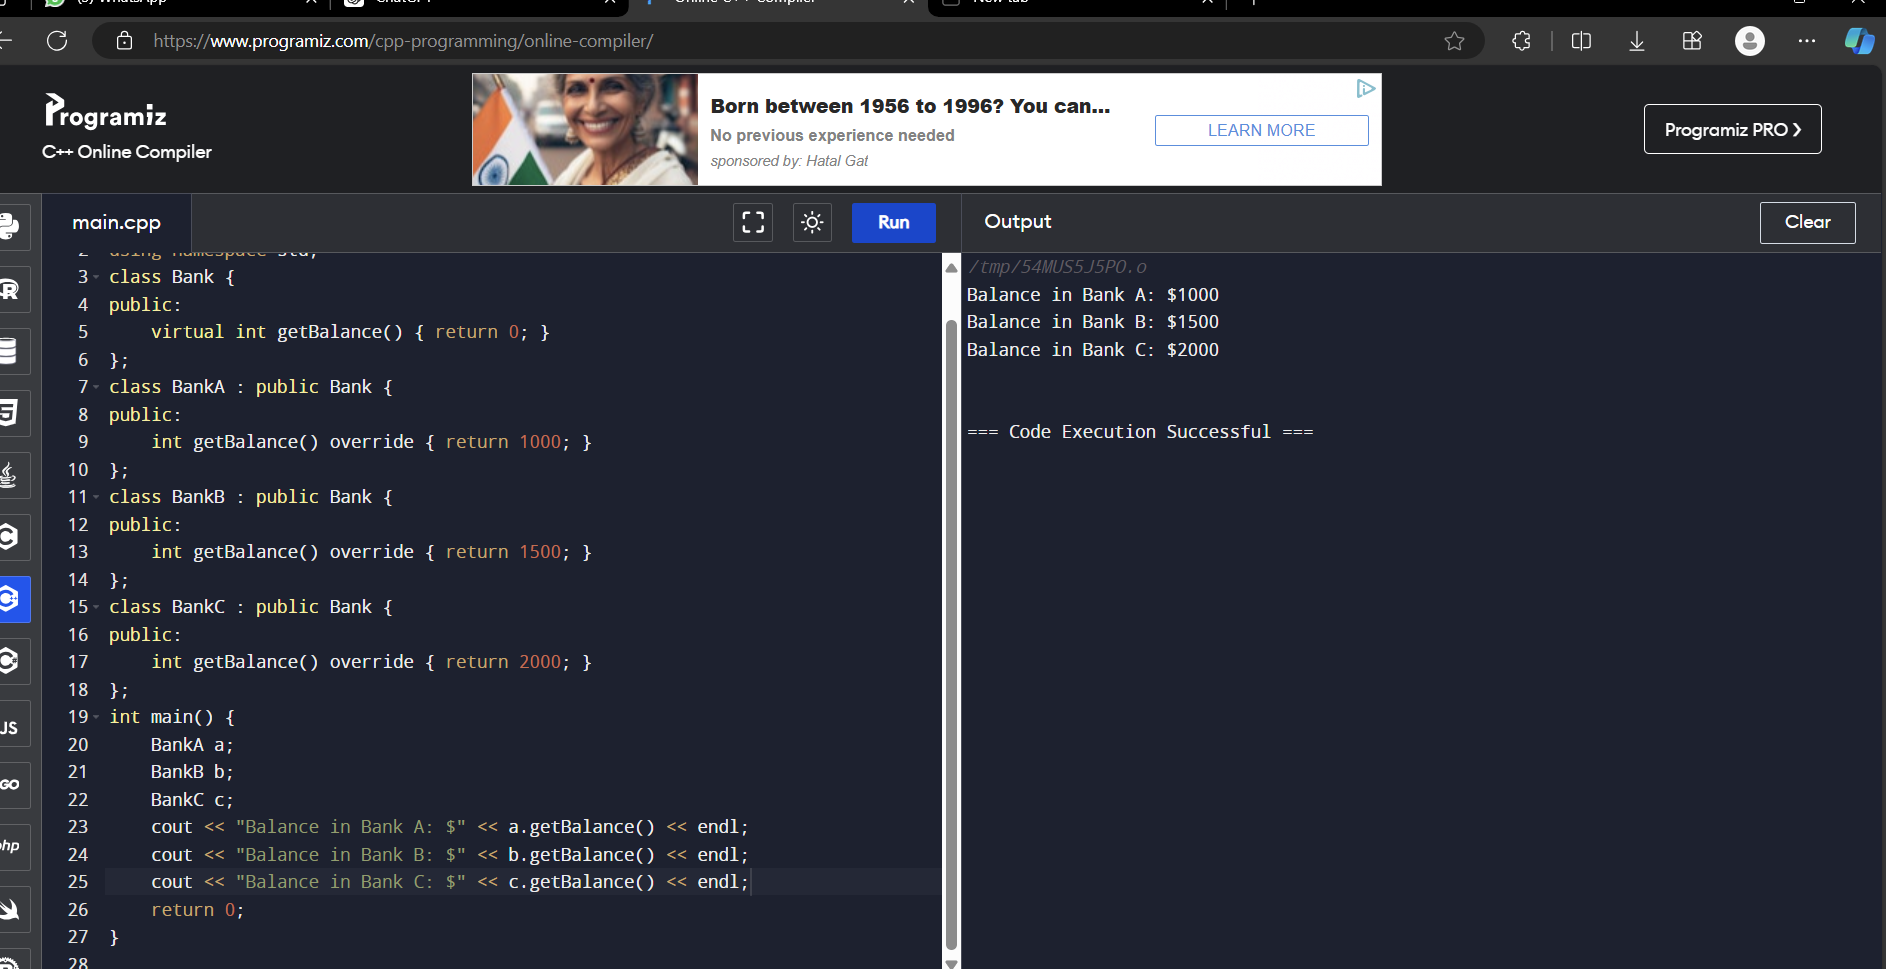 https://www.programiz.com/cpp-programming/online-compiler/
Programiz
C++ Online Compiler
Born between 1956 to 1996? You can...
No previous experience needed
sponsored by: Hatal Gat
LEARN MORE
Programiz PRO ❯
main.cpp
Run
Output
Clear
2 using namespace std;
3 class Bank {
4 public:
5     virtual int getBalance() { return 0; }
6 };
7 class BankA : public Bank {
8 public:
9     int getBalance() override { return 1000; }
10 };
11 class BankB : public Bank {
12 public:
13     int getBalance() override { return 1500; }
14 };
15 class BankC : public Bank {
16 public:
17     int getBalance() override { return 2000; }
18 };
19 int main() {
20     BankA a;
21     BankB b;
22     BankC c;
23     cout << "Balance in Bank A: $" << a.getBalance() << endl;
24     cout << "Balance in Bank B: $" << b.getBalance() << endl;
25     cout << "Balance in Bank C: $" << c.getBalance() << endl;
26     return 0;
27 }
28
/tmp/54MUS5J5PO.o
Balance in Bank A: $1000
Balance in Bank B: $1500
Balance in Bank C: $2000
=== Code Execution Successful ===
JS
GO
php